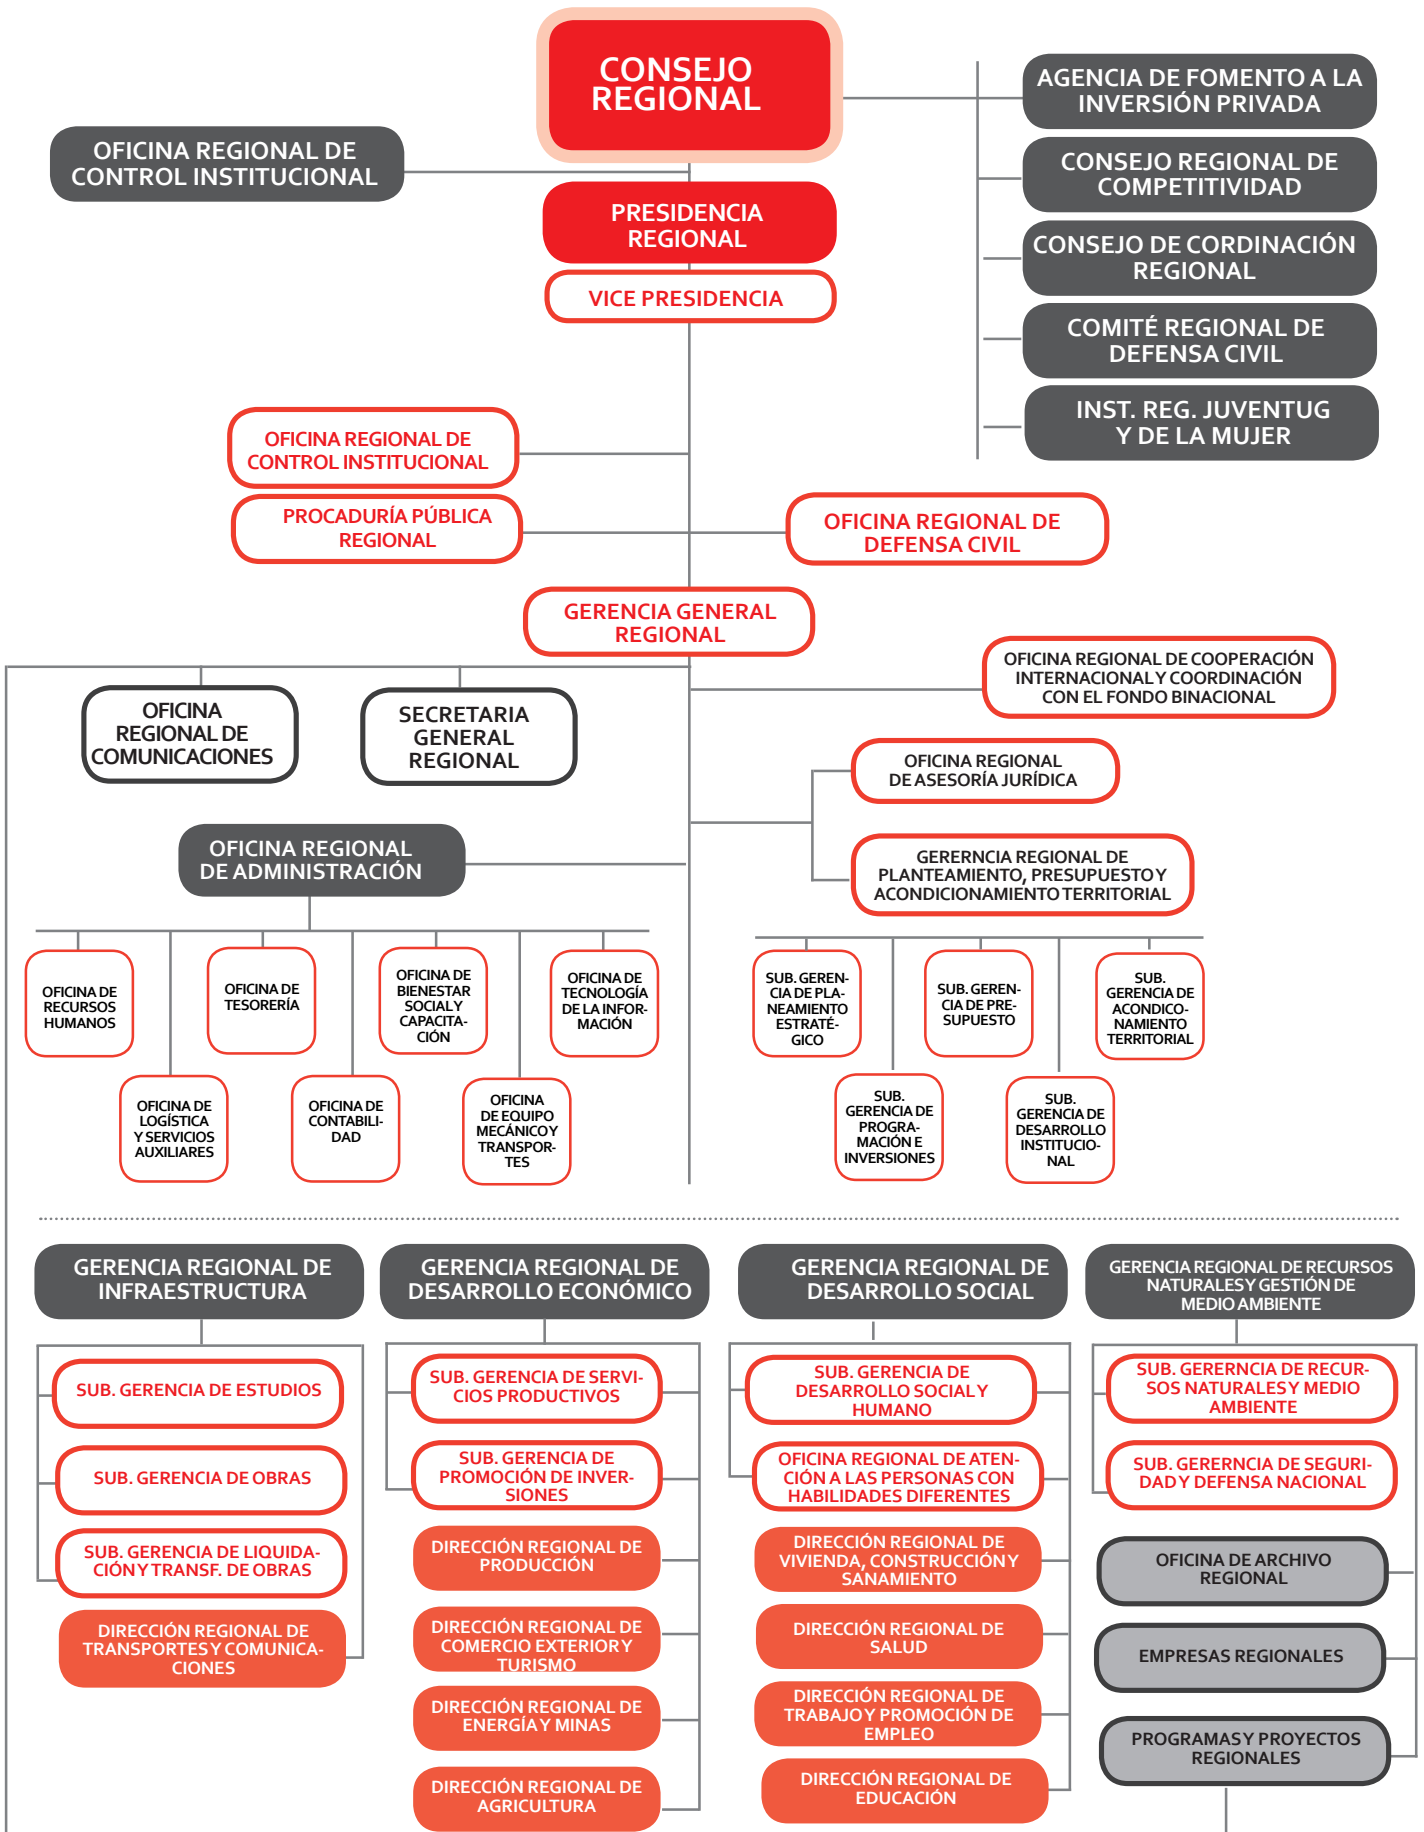 CONSEJO
REGIONAL
AGENCIA DE FOMENTO A LA
INVERSIÓN PRIVADA
OFICINA REGIONAL DE
CONTROL INSTITUCIONAL
CONSEJO REGIONAL DE
COMPETITIVIDAD
PRESIDENCIA
REGIONAL
CONSEJO DE CORDINACIÓN
REGIONAL
VICE PRESIDENCIA
COMITÉ REGIONAL DE
DEFENSA CIVIL
INST. REG. JUVENTUG
Y DE LA MUJER
OFICINA REGIONAL DE
CONTROL INSTITUCIONAL
PROCADURÍA PÚBLICA
REGIONAL
OFICINA REGIONAL DE
DEFENSA CIVIL
GERENCIA GENERAL
REGIONAL
OFICINA REGIONAL DE COOPERACIÓN
INTERNACIONAL Y COORDINACIÓN
CON EL FONDO BINACIONAL
OFICINA
REGIONAL DE
COMUNICACIONES
SECRETARIA
GENERAL
REGIONAL
OFICINA REGIONAL
DE ASESORÍA JURÍDICA
OFICINA REGIONAL
DE ADMINISTRACIÓN
GERERNCIA REGIONAL DE
PLANTEAMIENTO, PRESUPUESTO Y
ACONDICIONAMIENTO TERRITORIAL
OFICINA DE
RECURSOS
HUMANOS
OFICINA DE
TESORERÍA
OFICINA DE
BIENESTAR
SOCIAL Y
CAPACITA-
CIÓN
OFICINA DE
TECNOLOGÍA
DE LA INFOR-
MACIÓN
SUB. GEREN-
CIA DE PLA-
NEAMIENTO
ESTRATÉ-
GICO
SUB. GEREN-
CIA DE PRE-
SUPUESTO
SUB.
GERENCIA DE
ACONDICO-
NAMIENTO
TERRITORIAL
OFICINA DE
LOGÍSTICA
Y SERVICIOS
AUXILIARES
OFICINA DE
CONTABILI-
DAD
OFICINA
DE EQUIPO
MECÁNICO Y
TRANSPOR-
TES
SUB.
GERENCIA DE
PROGRA-
MACIÓN E
INVERSIONES
SUB.
GERENCIA DE
DESARROLLO
INSTITUCIO-
NAL
GERENCIA REGIONAL DE
INFRAESTRUCTURA
SUB. GERENCIA DE ESTUDIOS
SUB. GERENCIA DE OBRAS
SUB. GERENCIA DE LIQUIDA-
CIÓN Y TRANSF. DE OBRAS
DIRECCIÓN REGIONAL DE
TRANSPORTES Y COMUNICA-
CIONES
GERENCIA REGIONAL DE
DESARROLLO ECONÓMICO
SUB. GERENCIA DE SERVI-
CIOS PRODUCTIVOS
SUB. GERENCIA DE
PROMOCIÓN DE INVER-
SIONES
DIRECCIÓN REGIONAL DE
PRODUCCIÓN
DIRECCIÓN REGIONAL DE
COMERCIO EXTERIOR Y
TURISMO
DIRECCIÓN REGIONAL DE
ENERGÍA Y MINAS
DIRECCIÓN REGIONAL DE
AGRICULTURA
GERENCIA REGIONAL DE
DESARROLLO SOCIAL
SUB. GERENCIA DE
DESARROLLO SOCIAL Y
HUMANO
OFICINA REGIONAL DE ATEN-
CIÓN A LAS PERSONAS CON
HABILIDADES DIFERENTES
DIRECCIÓN REGIONAL DE
VIVIENDA, CONSTRUCCIÓN Y
SANAMIENTO
DIRECCIÓN REGIONAL DE
SALUD
DIRECCIÓN REGIONAL DE
TRABAJO Y PROMOCIÓN DE
EMPLEO
DIRECCIÓN REGIONAL DE
EDUCACIÓN
GERENCIA REGIONAL DE RECURSOS
NATURALES Y GESTIÓN DE
MEDIO AMBIENTE
SUB. GERERNCIA DE RECUR-
SOS NATURALES Y MEDIO
AMBIENTE
SUB. GERERNCIA DE SEGURI-
DAD Y DEFENSA NACIONAL
OFICINA DE ARCHIVO
REGIONAL
EMPRESAS REGIONALES
PROGRAMAS Y PROYECTOS
REGIONALES